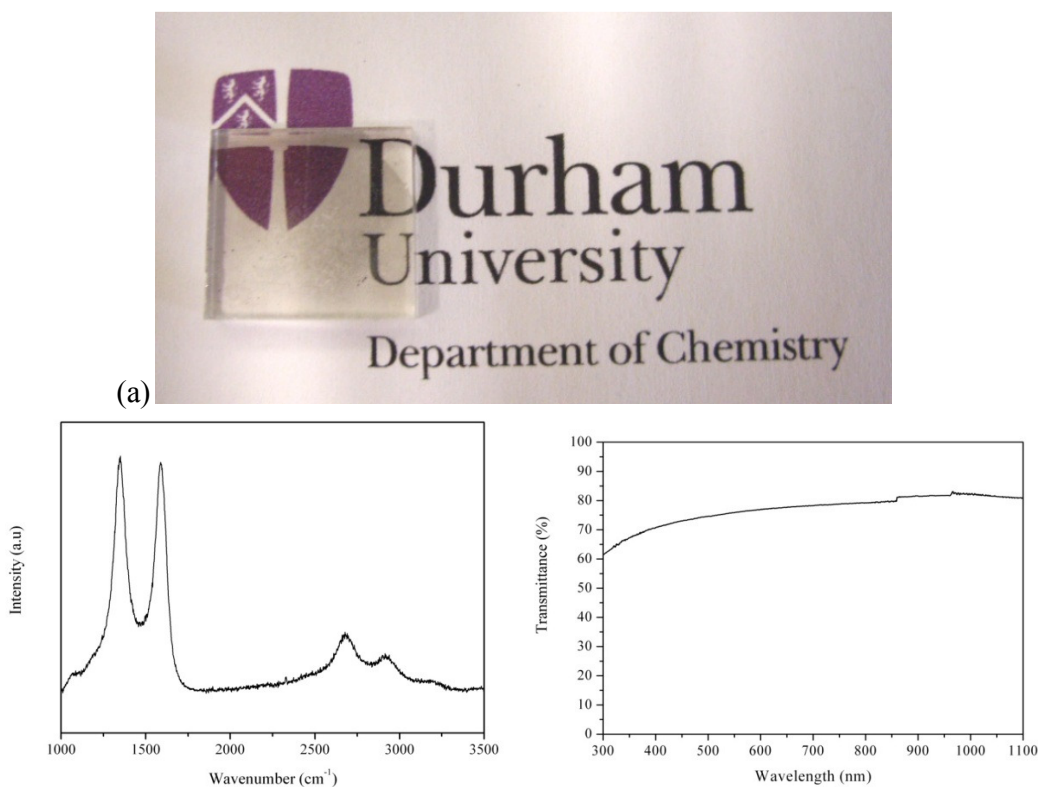 Durham
University
Department of Chemistry
(a)
Intensity (a.u)
1000 1500 2000 2500 3000 3500
Wavenumber (cm⁻¹)
Transmittance (%)
100
90
80
70
60
50
40
30
20
10
0
300 400 500 600 700 800 900 1000 1100
Wavelength (nm)